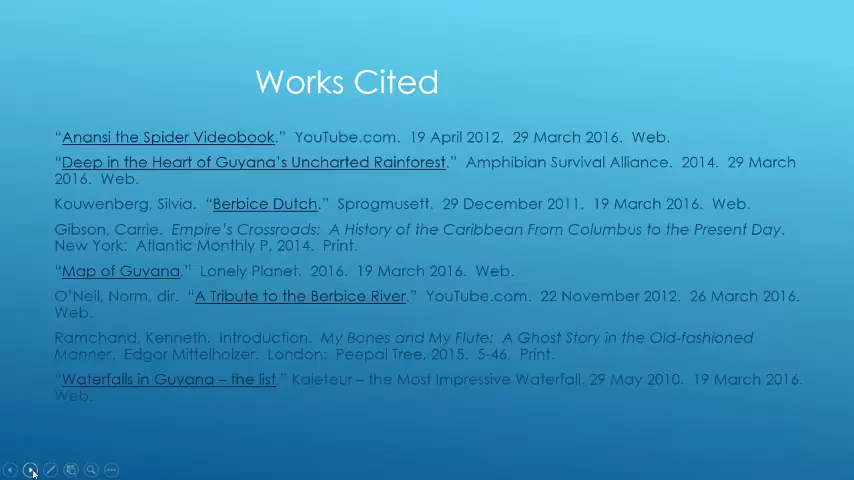 Works Cited
“Anansi the Spider Videobook.”  YouTube.com.  19 April 2012.  29 March 2016.  Web.
“Deep in the Heart of Guyana’s Uncharted Rainforest.”  Amphibian Survival Alliance.  2014.  29 March
2016.  Web.
Kouwenberg, Silvia.  “Berbice Dutch.”  Sprogmusett.  29 December 2011.  19 March 2016.  Web.
Gibson, Carrie.  Empire’s Crossroads:  A History of the Caribbean From Columbus to the Present Day.
New York:  Atlantic Monthly P, 2014.  Print.
“Map of Guyana.”  Lonely Planet.  2016.  19 March 2016.  Web.
O’Neil, Norm, dir.  “A Tribute to the Berbice River.”  YouTube.com.  22 November 2012.  26 March 2016.
Web.
Ramchand, Kenneth.  Introduction.  My Bones and My Flute:  A Ghost Story in the Old-fashioned
Manner.  Edgar Mittelholzer.  London:  Peepal Tree, 2015.  5-46.  Print.
“Waterfalls in Guyana – the list.” Kaieteur – the Most Impressive Waterfall. 29 May 2010.  19 March 2016.
Web.